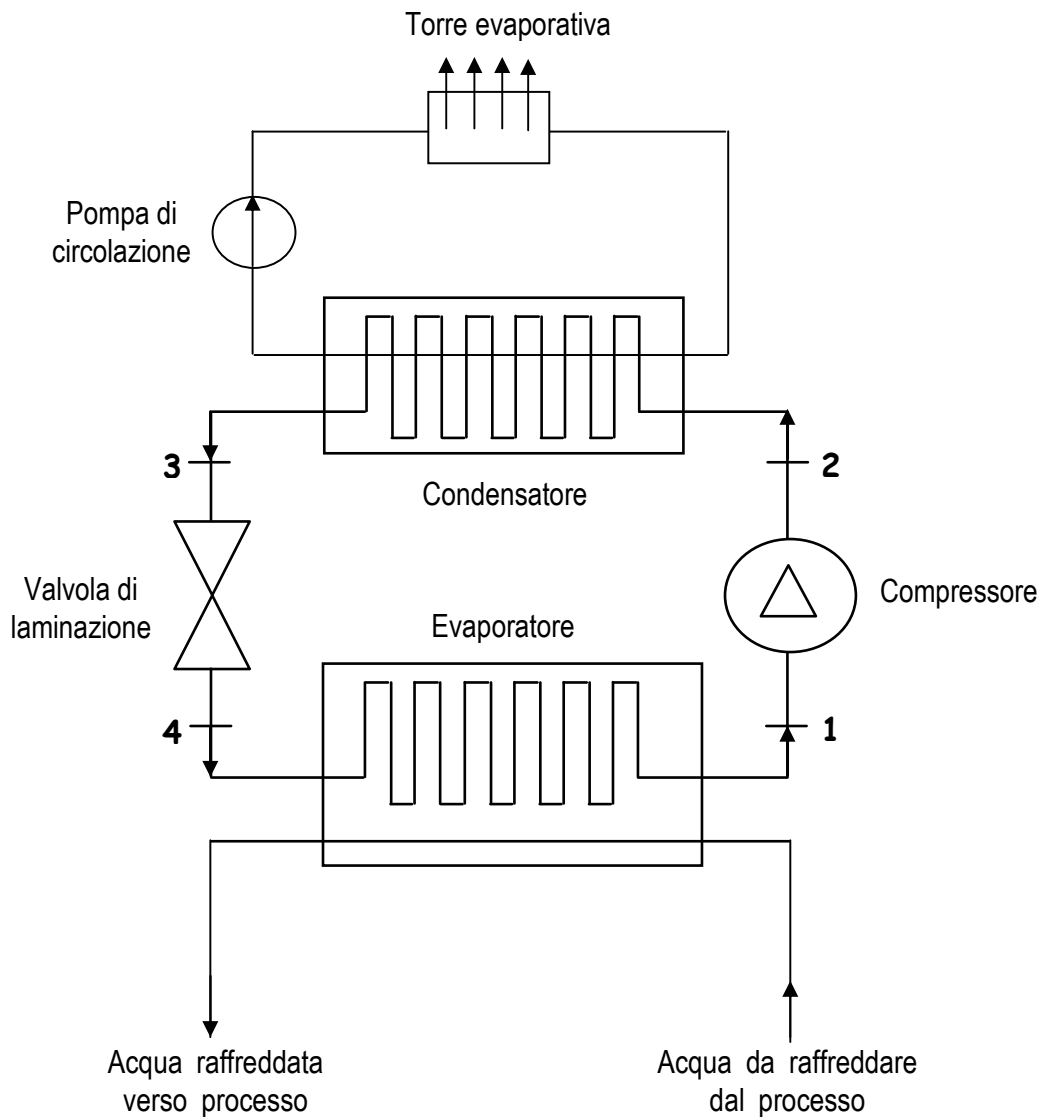 Torre evaporativa
Pompa di
circolazione
3
2
Condensatore
Valvola di
laminazione
Compressore
Evaporatore
4
1
Acqua raffreddata
verso processo
Acqua da raffreddare
dal processo